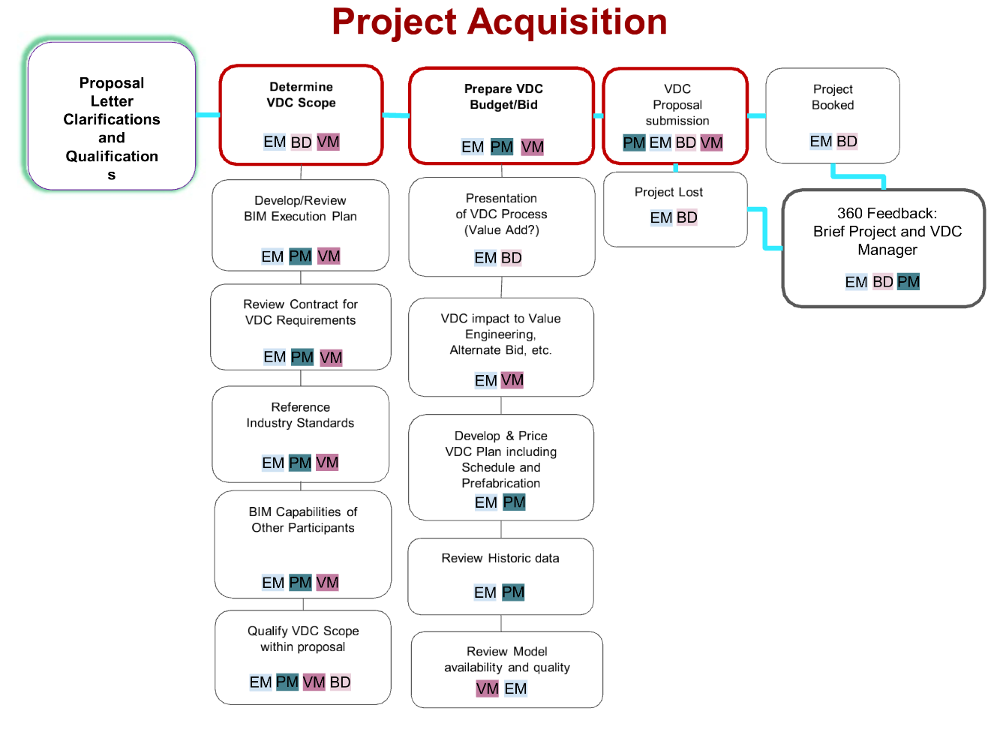 Project Acquisition
Proposal
Letter
Clarifications
and
Qualification
s
Determine
VDC Scope
EM BD VM
Develop/Review
BIM Execution Plan
EM PM VM
Review Contract for
VDC Requirements
EM PM VM
Reference
Industry Standards
EM PM VM
BIM Capabilities of
Other Participants
EM PM VM
Qualify VDC Scope
within proposal
EM PM VM BD
Prepare VDC
Budget/Bid
EM PM VM
Presentation
of VDC Process
(Value Add?)
EM BD
VDC impact to Value
Engineering,
Alternate Bid, etc.
EM VM
Develop & Price
VDC Plan including
Schedule and
Prefabrication
EM PM
Review Historic data
EM PM
Review Model
availability and quality
VM EM
VDC
Proposal
submission
PM EM BD VM
Project Lost
EM BD
Project
Booked
EM BD
360 Feedback:
Brief Project and VDC
Manager
EM BD PM